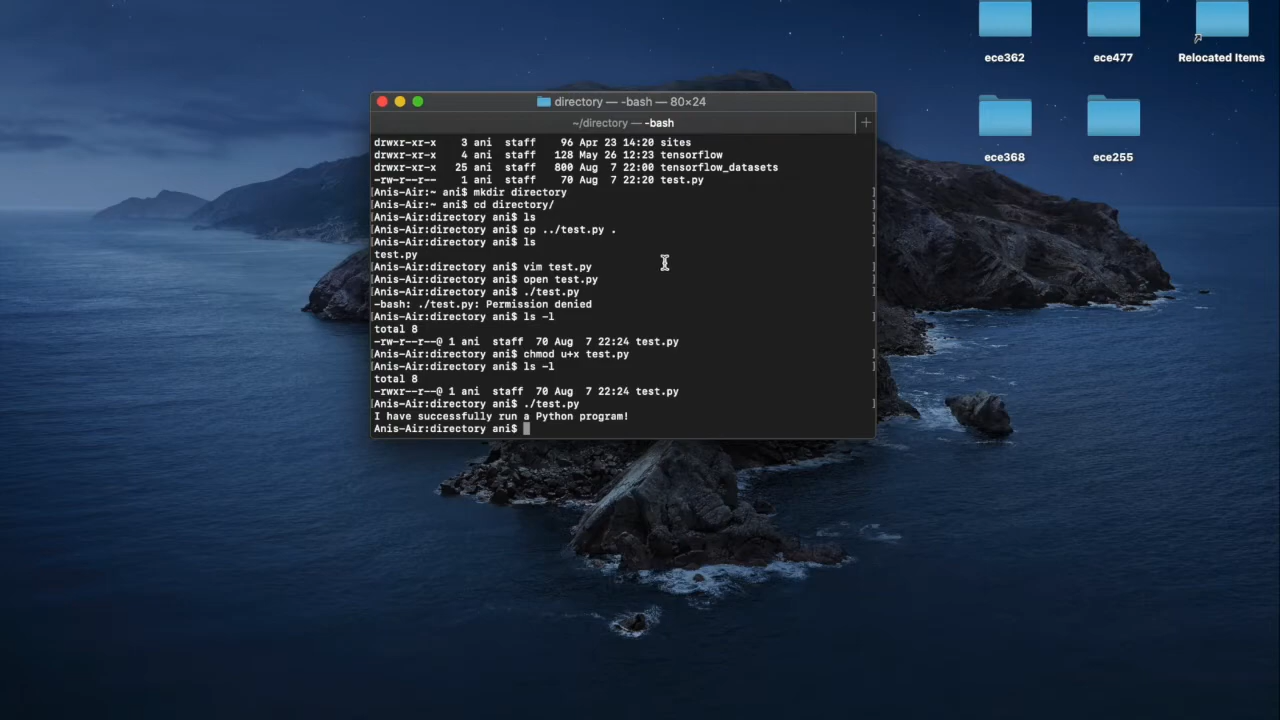 ece362
ece477
Relocated Items
ece368
ece255
directory — -bash — 80×24
~/directory — -bash
drwxr-xr-x 3 ani staff 96 Apr 23 14:20 sites
drwxr-xr-x 4 ani staff 128 May 26 12:23 tensorflow
drwxr-xr-x 25 ani staff 800 Aug 7 22:00 tensorflow_datasets
-rw-r--r-- 1 ani staff 70 Aug 7 22:20 test.py
[Anis-Air:~ ani$ mkdir directory ]
[Anis-Air:~ ani$ cd directory/ ]
[Anis-Air:directory ani$ ls ]
[Anis-Air:directory ani$ cp ../test.py . ]
[Anis-Air:directory ani$ ls ]
test.py
[Anis-Air:directory ani$ vim test.py ]
[Anis-Air:directory ani$ open test.py ]
[Anis-Air:directory ani$ ./test.py ]
-bash: ./test.py: Permission denied
[Anis-Air:directory ani$ ls -l ]
total 8
-rw-r--r--@ 1 ani staff 70 Aug 7 22:24 test.py
[Anis-Air:directory ani$ chmod u+x test.py ]
[Anis-Air:directory ani$ ls -l ]
total 8
-rwxr--r--@ 1 ani staff 70 Aug 7 22:24 test.py
[Anis-Air:directory ani$ ./test.py ]
I have successfully run a Python program!
Anis-Air:directory ani$